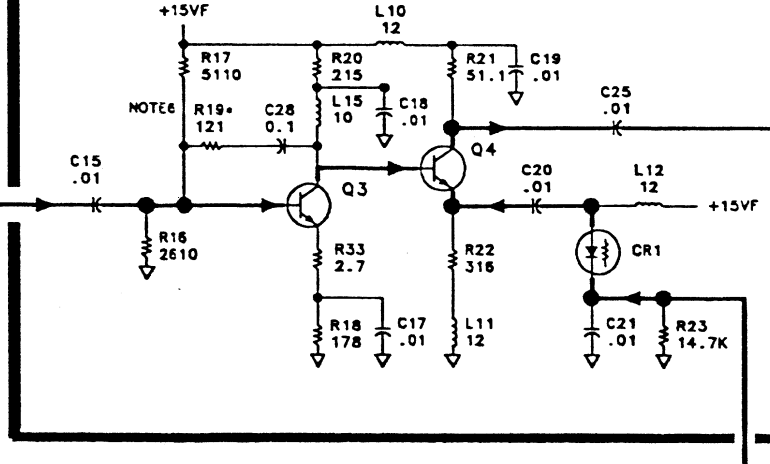 +15VF
L10
12
R17
5110
R20
215
R21
51.1
C19
.01
NOTE6
R19*
121
C28
0.1
L15
10
C18
.01
C25
.01
Q4
C15
.01
Q3
C20
.01
L12
12
+15VF
R16
2610
R33
2.7
R22
316
CR1
R18
178
C17
.01
L11
12
C21
.01
R23
14.7K